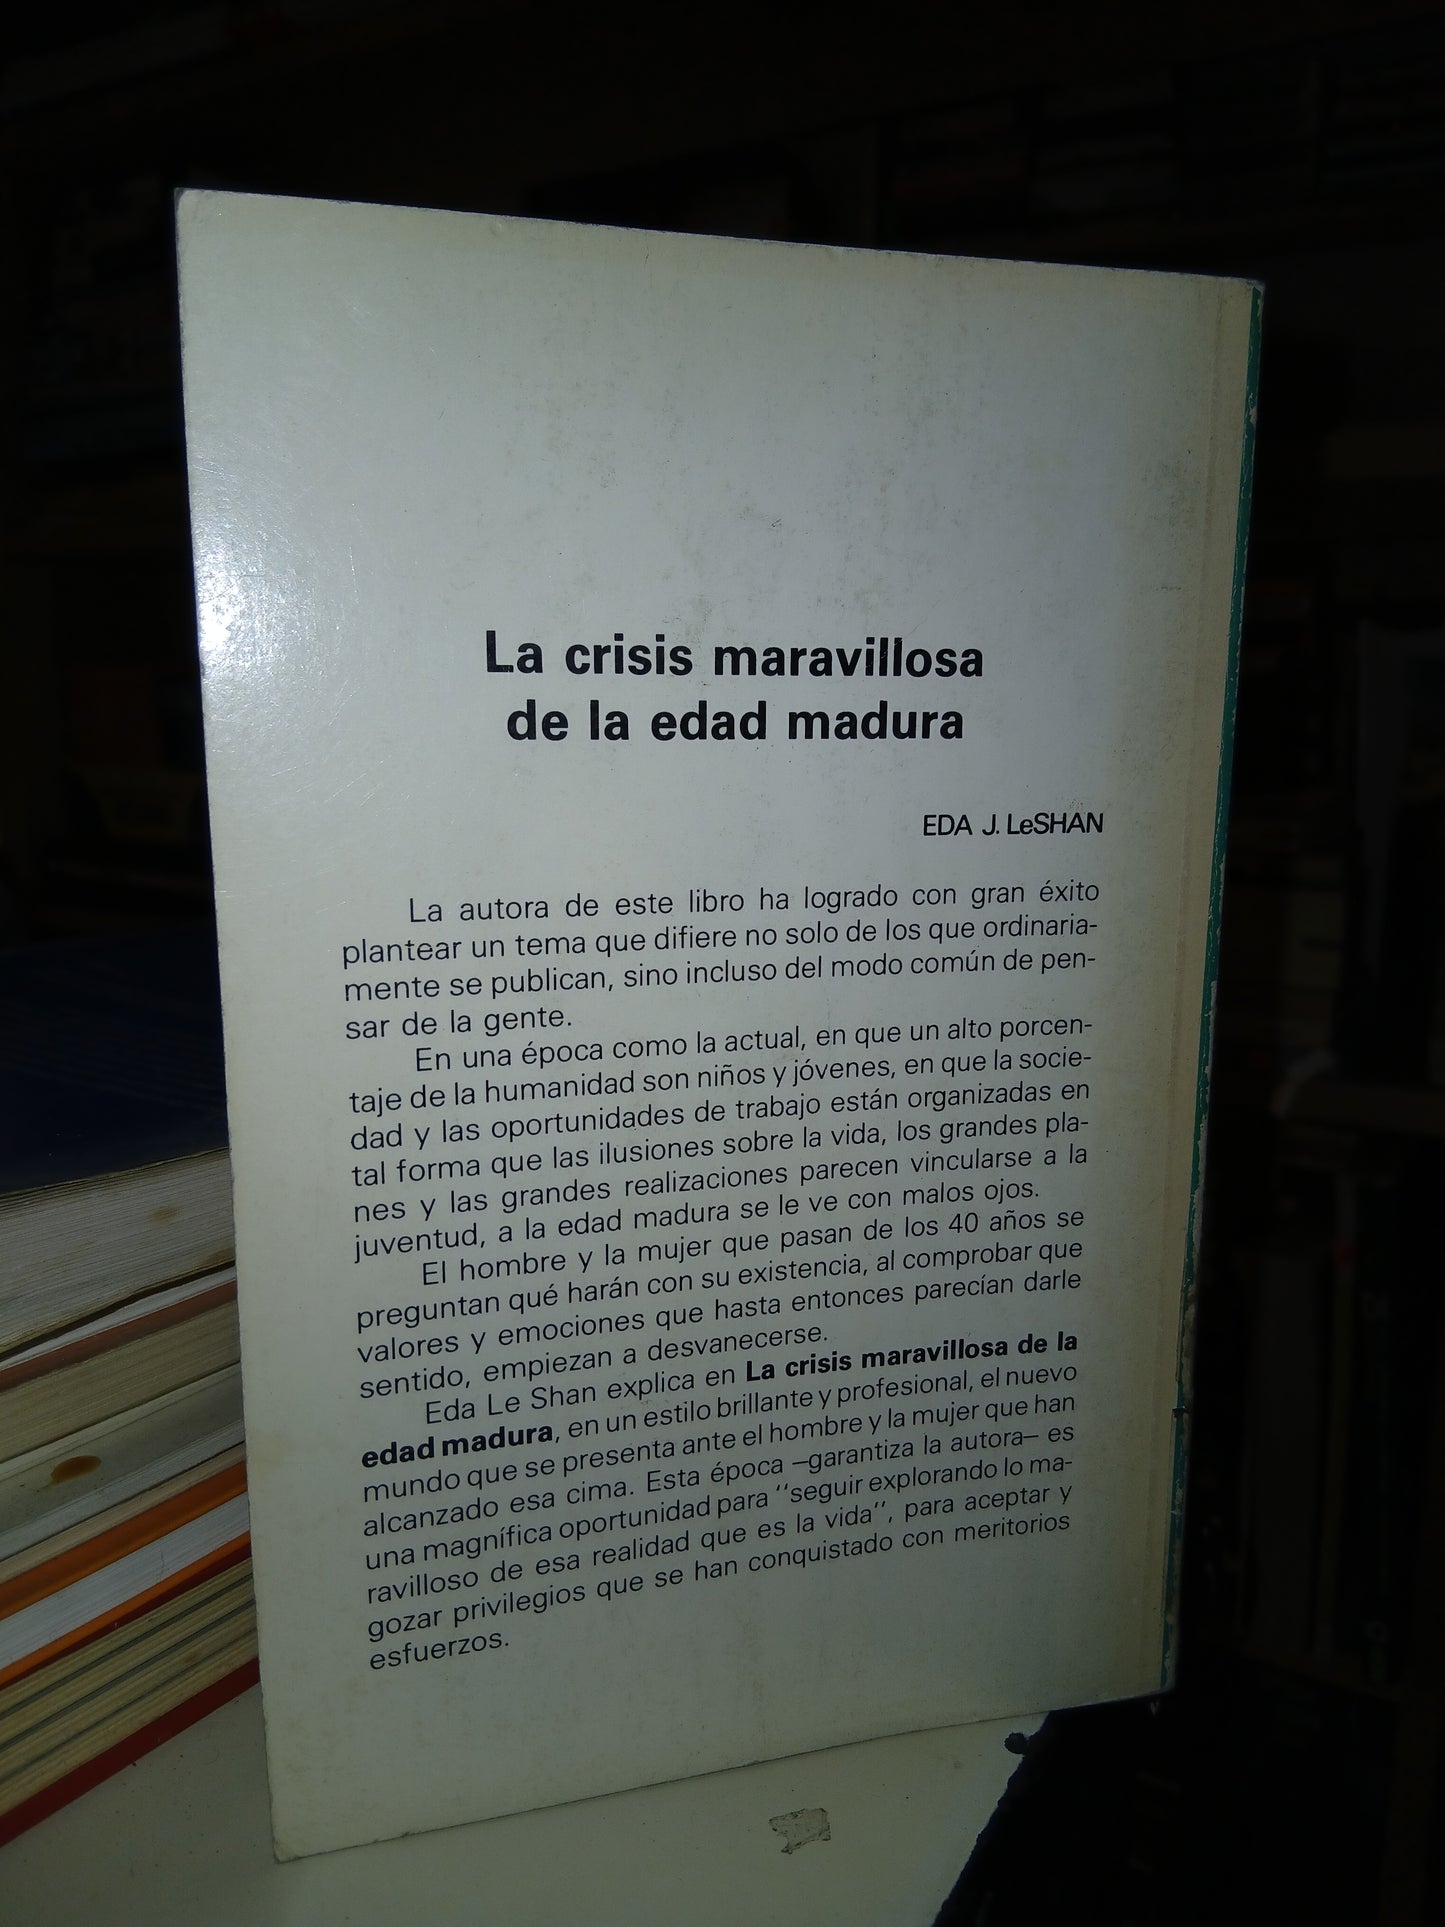 La crisis maravillosa
de la edad madura
EDA J. LeSHAN
La autora de este libro ha logrado con gran éxito
plantear un tema que difiere no solo de los que ordinaria-
mente se publican, sino incluso del modo común de pen-
sar de la gente.
En una época como la actual, en que un alto porcen-
taje de la humanidad son niños y jóvenes, en que la socie-
dad y las oportunidades de trabajo están organizadas en
tal forma que las ilusiones sobre la vida, los grandes pla-
nes y las grandes realizaciones parecen vincularse a la
juventud, a la edad madura se le ve con malos ojos.
El hombre y la mujer que pasan de los 40 años se
preguntan qué harán con su existencia, al comprobar que
valores y emociones que hasta entonces parecían darle
sentido, empiezan a desvanecerse.
Eda Le Shan explica en La crisis maravillosa de la
edad madura, en un estilo brillante y profesional, el nuevo
mundo que se presenta ante el hombre y la mujer que han
alcanzado esa cima. Esta época –garantiza la autora– es
una magnífica oportunidad para "seguir explorando lo ma-
ravilloso de esa realidad que es la vida", para aceptar y
gozar privilegios que se han conquistado con meritorios
esfuerzos.